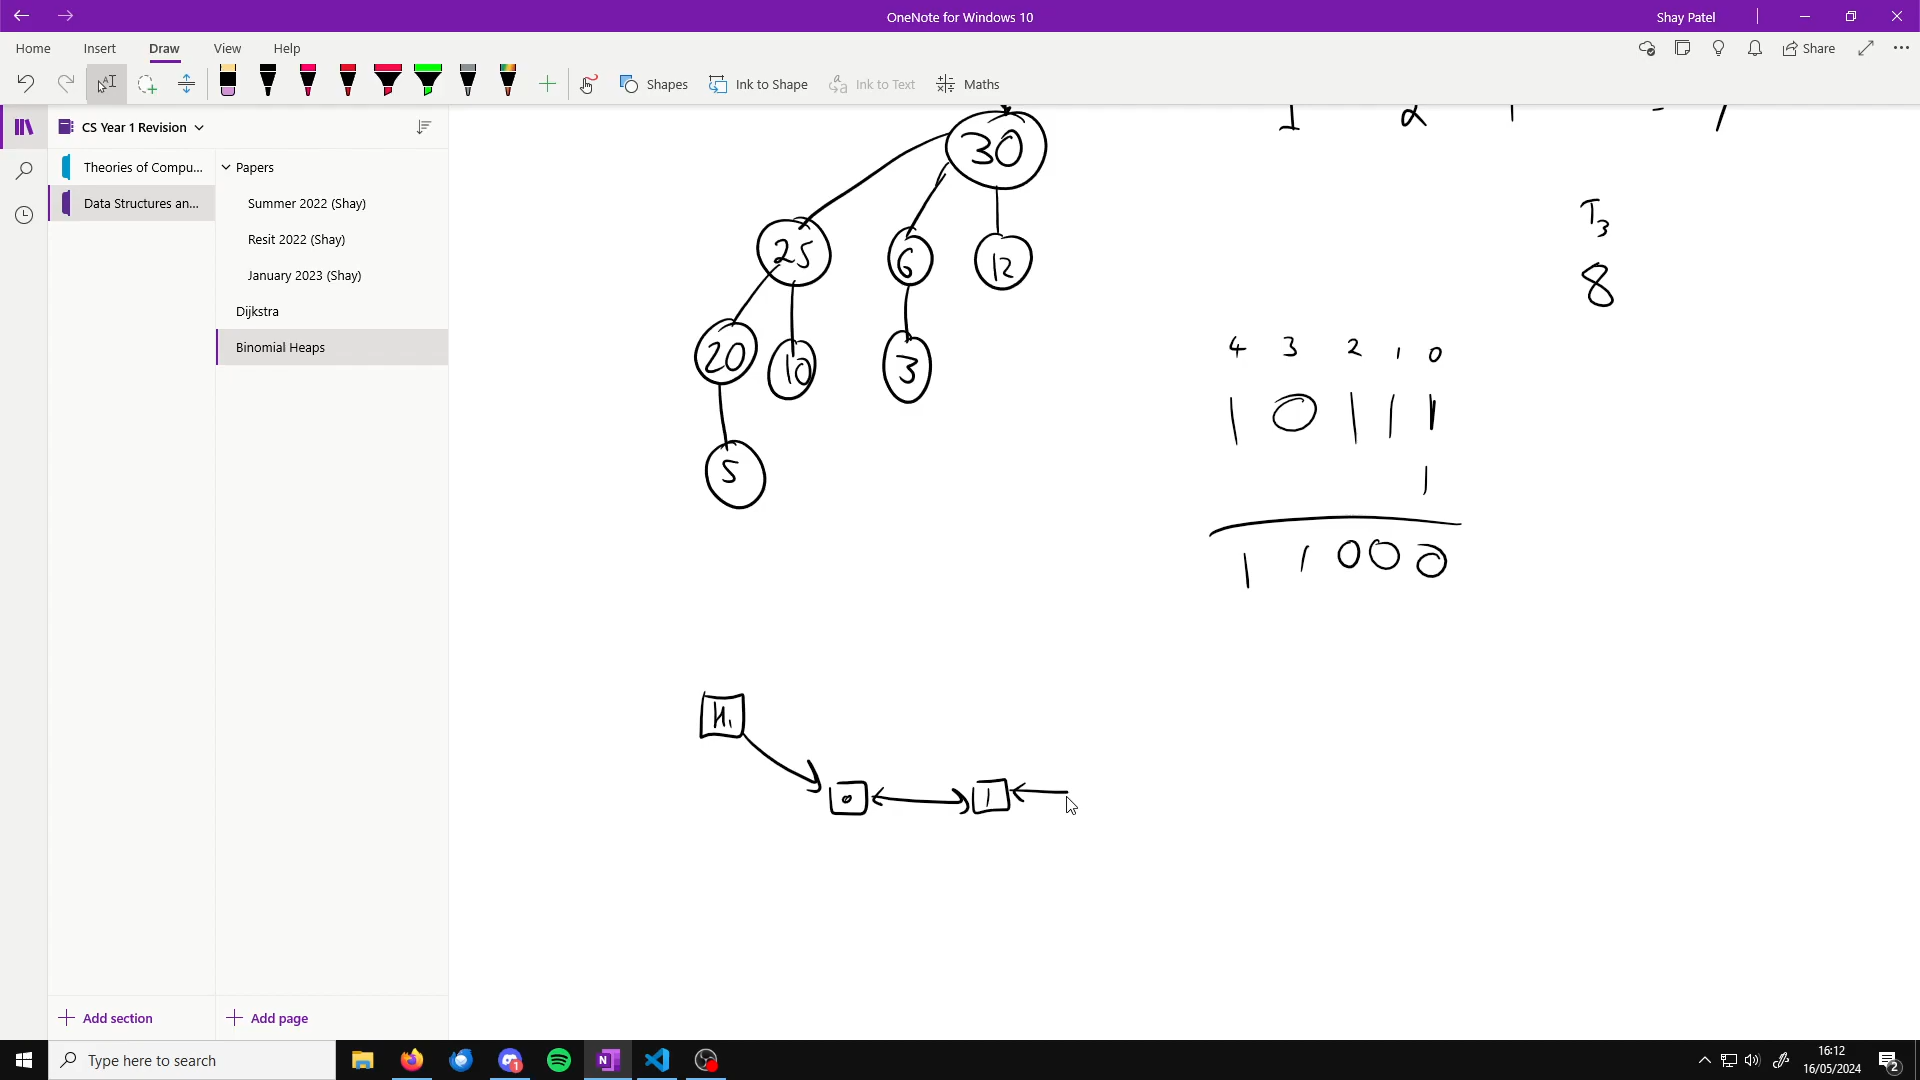 OneNote for Windows 10
Shay Patel
Home Insert Draw View Help
Share
Shapes
Ink to Shape
Ink to Text
Maths
CS Year 1 Revision
Theories of Compu...
Data Structures an...
Papers
Summer 2022 (Shay)
Resit 2022 (Shay)
January 2023 (Shay)
Dijkstra
Binomial Heaps
30
25 6 12
20 10 3
5
T3
8
4 3 2 1 0
1 0 1 1 1
1
1 1 0 0 0
H1
0 1
Add section
Add page
Type here to search
16:12
16/05/2024